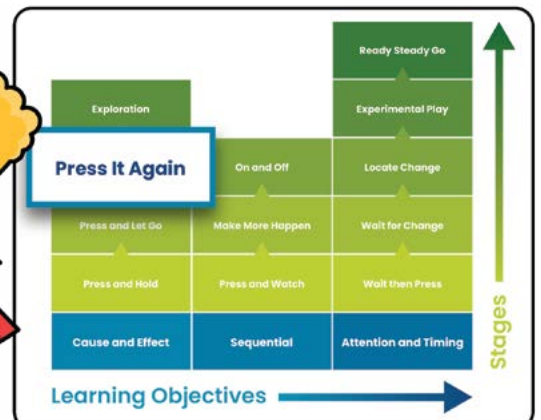 Ready Steady Go
Exploration
Experimental Play
Press It Again
On and Off
Locate Change
Press and Let Go
Make More Happen
Wait for Change
Press and Hold
Press and Watch
Wait then Press
Cause and Effect
Sequential
Attention and Timing
Stages
Learning Objectives